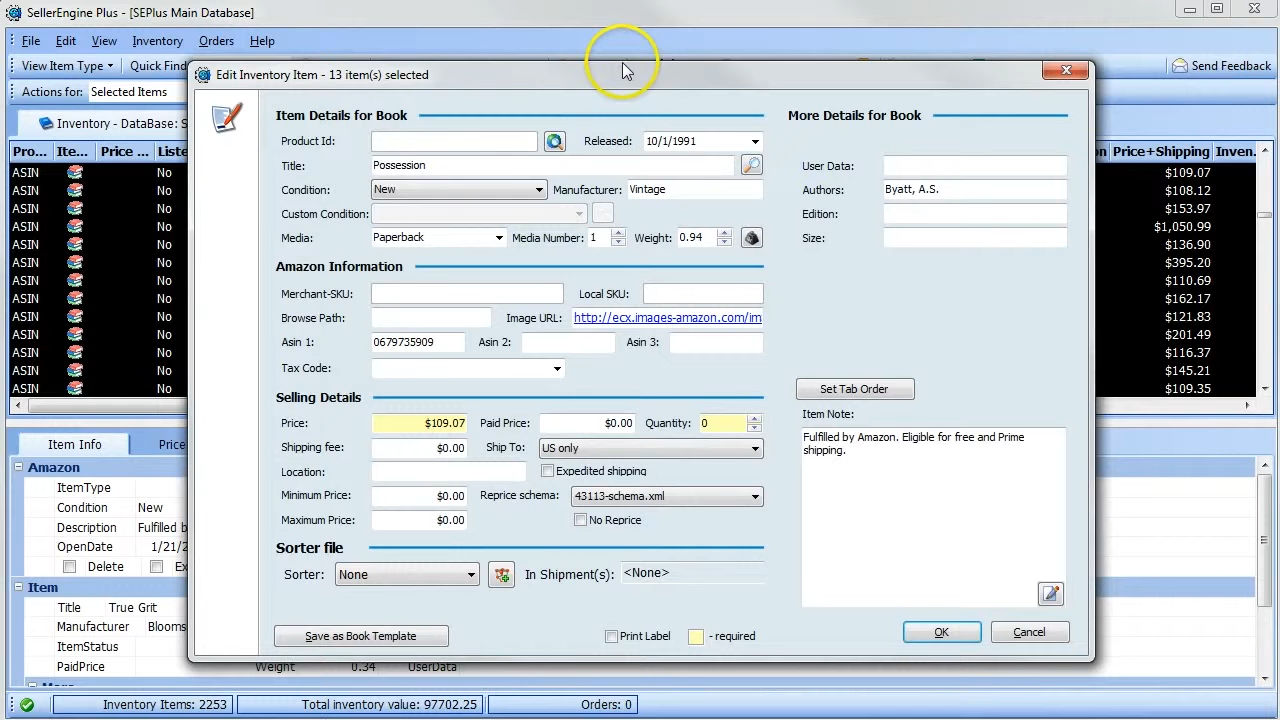 SellerEngine Plus - [SEPlus Main Database]
File Edit View Inventory Orders Help
View Item Type Quick Find Send Feedback
Actions for: Selected Items
Inventory - DataBase: S
Pro... Ite... Price ... Liste on Price+Shipping Inven.
ASIN No $109.07
ASIN No $108.12
ASIN No $153.97
ASIN No $1,050.99
ASIN No $136.90
ASIN No $395.20
ASIN No $110.69
ASIN No $162.17
ASIN No $121.83
ASIN No $201.49
ASIN No $116.37
ASIN No $145.21
ASIN No $109.35
Edit Inventory Item - 13 item(s) selected
Item Details for Book
Product Id: Released: 10/1/1991
Title: Possession
Condition: New Manufacturer: Vintage
Custom Condition:
Media: Paperback Media Number: 1 Weight: 0.94
Amazon Information
Merchant-SKU: Local SKU:
Browse Path: Image URL: http://ecx.images-amazon.com/im
Asin 1: 0679735909 Asin 2: Asin 3:
Tax Code:
Selling Details
Price: $109.07 Paid Price: $0.00 Quantity: 0
Shipping fee: $0.00 Ship To: US only
Location: Expedited shipping
Minimum Price: $0.00 Reprice schema: 43113-schema.xml
Maximum Price: $0.00 No Reprice
Sorter file
Sorter: None In Shipment(s): <None>
Save as Book Template Print Label - required
More Details for Book
User Data:
Authors: Byatt, A.S.
Edition:
Size:
Set Tab Order
Item Note:
Fulfilled by Amazon. Eligible for free and Prime
shipping.
OK Cancel
Item Info Price
Amazon
ItemType
Condition New
Description Fulfilled b
OpenDate 1/21/2
Delete Ex
Item
Title True Grit
Manufacturer Blooms
ItemStatus
PaidPrice Weight 0.34 UserData
Inventory Items: 2253 Total inventory value: 97702.25 Orders: 0